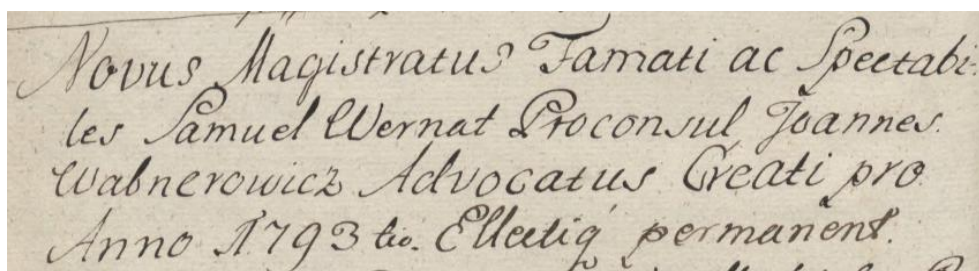 Novus Magistratus Famati ac Spectabi-
les Samuel Wernat Proconsul Joannes
Wabnerowicz Advocatus Creati pro
Anno 1793 tio. Ellectiq permanent.